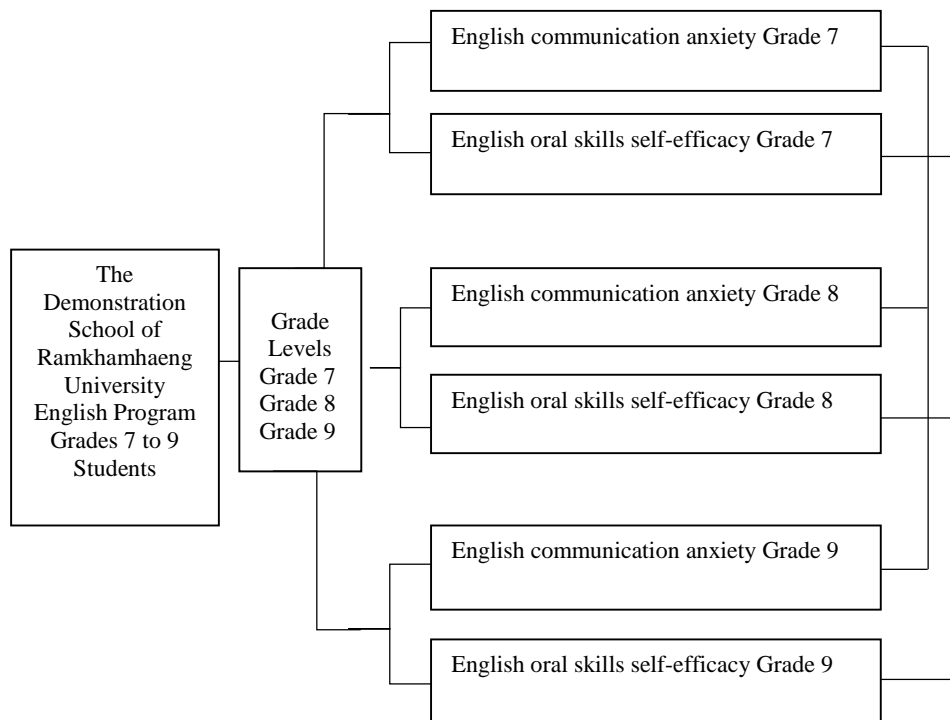 English communication anxiety Grade 7
English oral skills self-efficacy Grade 7
The
Demonstration
School of
Ramkhamhaeng
University
English Program
Grades 7 to 9
Students
Grade
Levels
Grade 7
Grade 8
Grade 9
English communication anxiety Grade 8
English oral skills self-efficacy Grade 8
English communication anxiety Grade 9
English oral skills self-efficacy Grade 9